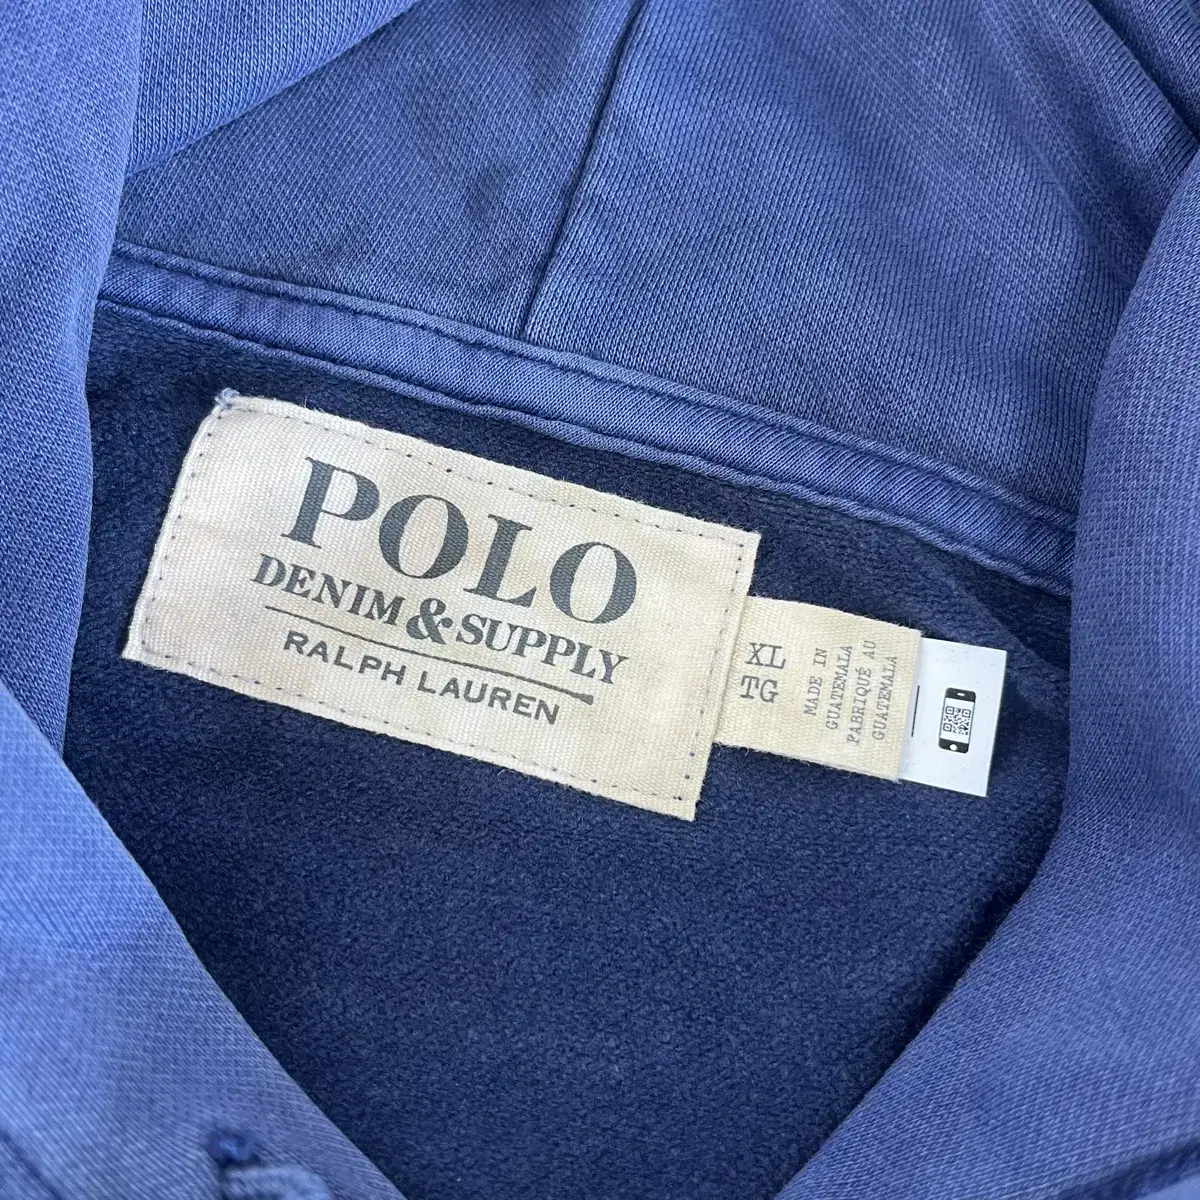 POLO
DENIM & SUPPLY
RALPH LAUREN
XL
TG
MADE IN
GUATEMALA
FABRIQUÉ AU
GUATEMALA